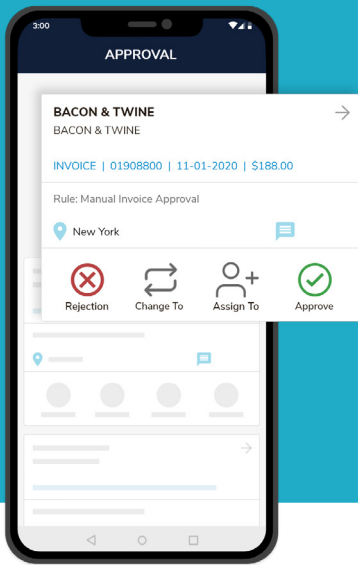 3:00
APPROVAL
BACON & TWINE
BACON & TWINE
INVOICE | 01908800 | 11-01-2020 | $188.00
Rule: Manual Invoice Approval
New York
Rejection Change To Assign To Approve